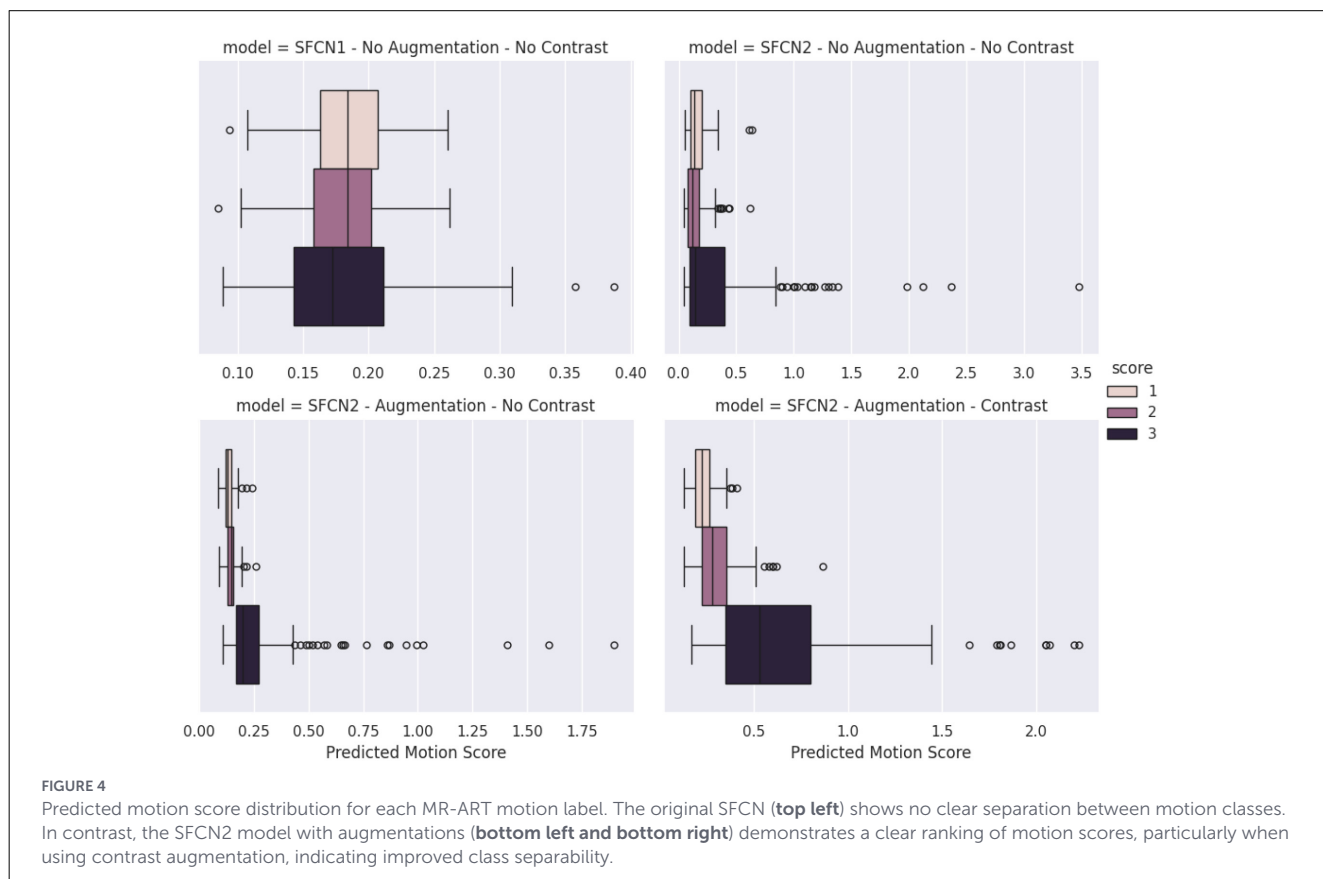 model = SFCN1 - No Augmentation - No Contrast
model = SFCN2 - No Augmentation - No Contrast
0.10 0.15 0.20 0.25 0.30 0.35 0.40
0.0 0.5 1.0 1.5 2.0 2.5 3.0 3.5
score
1
2
3
model = SFCN2 - Augmentation - No Contrast
model = SFCN2 - Augmentation - Contrast
0.00 0.25 0.50 0.75 1.00 1.25 1.50 1.75
Predicted Motion Score
0.5 1.0 1.5 2.0
Predicted Motion Score
FIGURE 4
Predicted motion score distribution for each MR-ART motion label. The original SFCN (top left) shows no clear separation between motion classes.
In contrast, the SFCN2 model with augmentations (bottom left and bottom right) demonstrates a clear ranking of motion scores, particularly when
using contrast augmentation, indicating improved class separability.